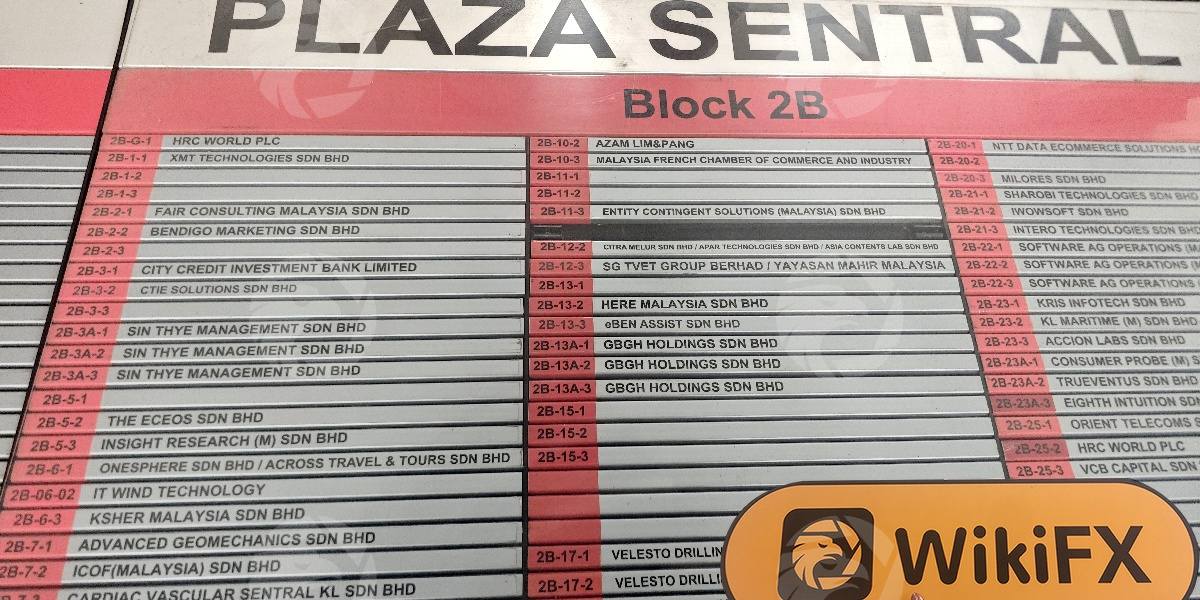 PLAZA SENTRAL
Block 2B
2B-G-1 HRC WORLD PLC
2B-1-1 XMT TECHNOLOGIES SDN BHD
2B-1-2
2B-1-3
2B-2-1 FAIR CONSULTING MALAYSIA SDN BHD
2B-2-2 BENDIGO MARKETING SDN BHD
2B-2-3
2B-3-1 CITY CREDIT INVESTMENT BANK LIMITED
2B-3-2 CTIE SOLUTIONS SDN BHD
2B-3-3
2B-3A-1 SIN THYE MANAGEMENT SDN BHD
2B-3A-2 SIN THYE MANAGEMENT SDN BHD
2B-3A-3 SIN THYE MANAGEMENT SDN BHD
2B-5-1
2B-5-2 THE ECEOS SDN BHD
2B-5-3 INSIGHT RESEARCH (M) SDN BHD
2B-6-1 ONESPHERE SDN BHD / ACROSS TRAVEL & TOURS SDN BHD
2B-06-02 IT WIND TECHNOLOGY
2B-6-3 KSHER MALAYSIA SDN BHD
2B-7-1 ADVANCED GEOMECHANICS SDN BHD
2B-7-2 ICOF(MALAYSIA) SDN BHD
CARDIAC VASCULAR SENTRAL KL SDN BHD
2B-10-2 AZAM LIM&PANG
2B-10-3 MALAYSIA FRENCH CHAMBER OF COMMERCE AND INDUSTRY
2B-11-1
2B-11-2
2B-11-3 ENTITY CONTINGENT SOLUTIONS (MALAYSIA) SDN BHD
2B-12-2 CITRA MELUR SDN BHD / APAR TECHNOLOGIES SDN BHD / ASIA CONTENTS LAB SDN BHD
2B-12-3 SG TVET GROUP BERHAD / YAYASAN MAHIR MALAYSIA
2B-13-1
2B-13-2 HERE MALAYSIA SDN BHD
2B-13-3 eBEN ASSIST SDN BHD
2B-13A-1 GBGH HOLDINGS SDN BHD
2B-13A-2 GBGH HOLDINGS SDN BHD
2B-13A-3 GBGH HOLDINGS SDN BHD
2B-15-1
2B-15-2
2B-15-3
2B-17-1 VELESTO DRILLIN
2B-17-2 VELESTO DRILLI
2B-20-1 NTT DATA ECOMMERCE SOLUTIONS
2B-20-2
2B-20-3 MILORES SDN BHD
2B-21-1 SHAROBI TECHNOLOGIES SDN BHD
2B-21-2 IWOWSOFT SDN BHD
2B-21-3 INTERO TECHNOLOGIES SDN BHD
2B-22-1 SOFTWARE AG OPERATIONS
2B-22-2 SOFTWARE AG OPERATIONS
2B-22-3 SOFTWARE AG OPERATIONS
2B-23-1 KRIS INFOTECH SDN BHD
2B-23-2 KL MARITIME (M) SDN BHD
2B-23-3 ACCION LABS SDN BHD
2B-23A-1 CONSUMER PROBE (M) S
2B-23A-2 TRUEVENTUS SDN BHD
2B-23A-3 EIGHTH INTUITION SD
2B-25-1 ORIENT TELECOMS
2B-25-2 HRC WORLD PLC
2B-25-3 VCB CAPITAL SDN
WikiFX